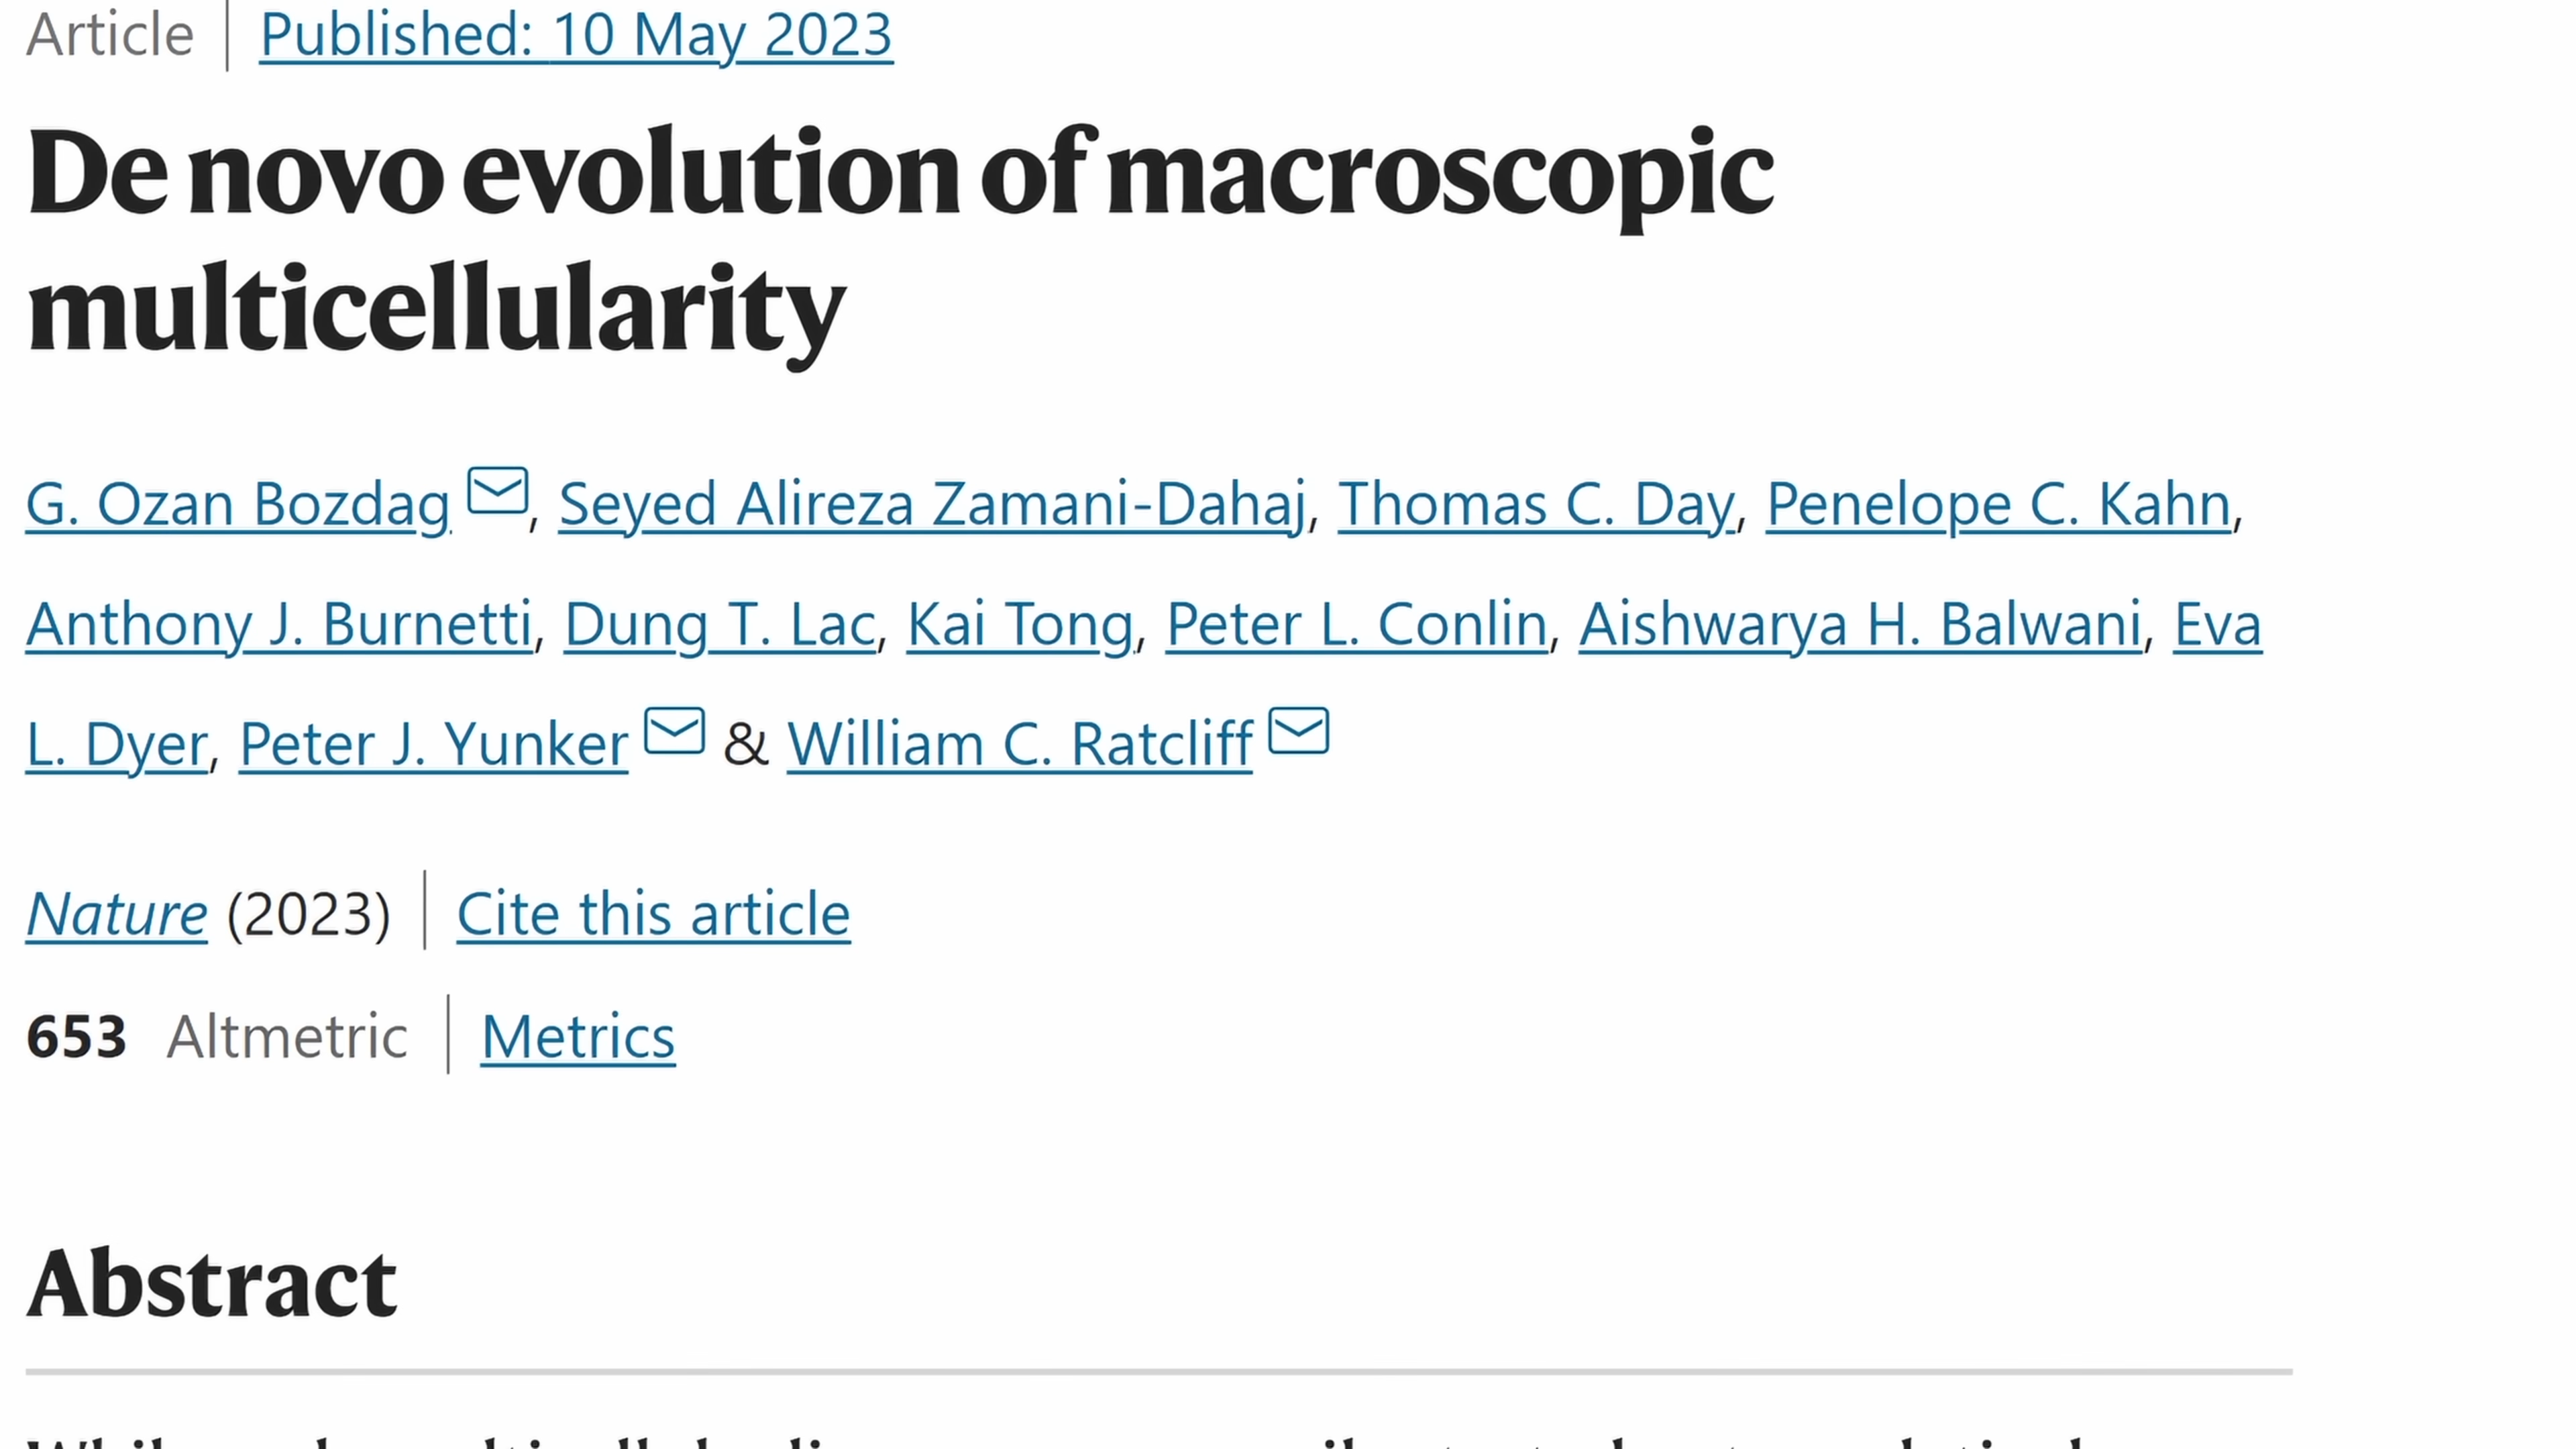 Article | Published: 10 May 2023
De novo evolution of macroscopic
multicellularity
G. Ozan Bozdag, Seyed Alireza Zamani-Dahaj, Thomas C. Day, Penelope C. Kahn,
Anthony J. Burnetti, Dung T. Lac, Kai Tong, Peter L. Conlin, Aishwarya H. Balwani, Eva
L. Dyer, Peter J. Yunker & William C. Ratcliff
Nature (2023) | Cite this article
653 Altmetric | Metrics
Abstract